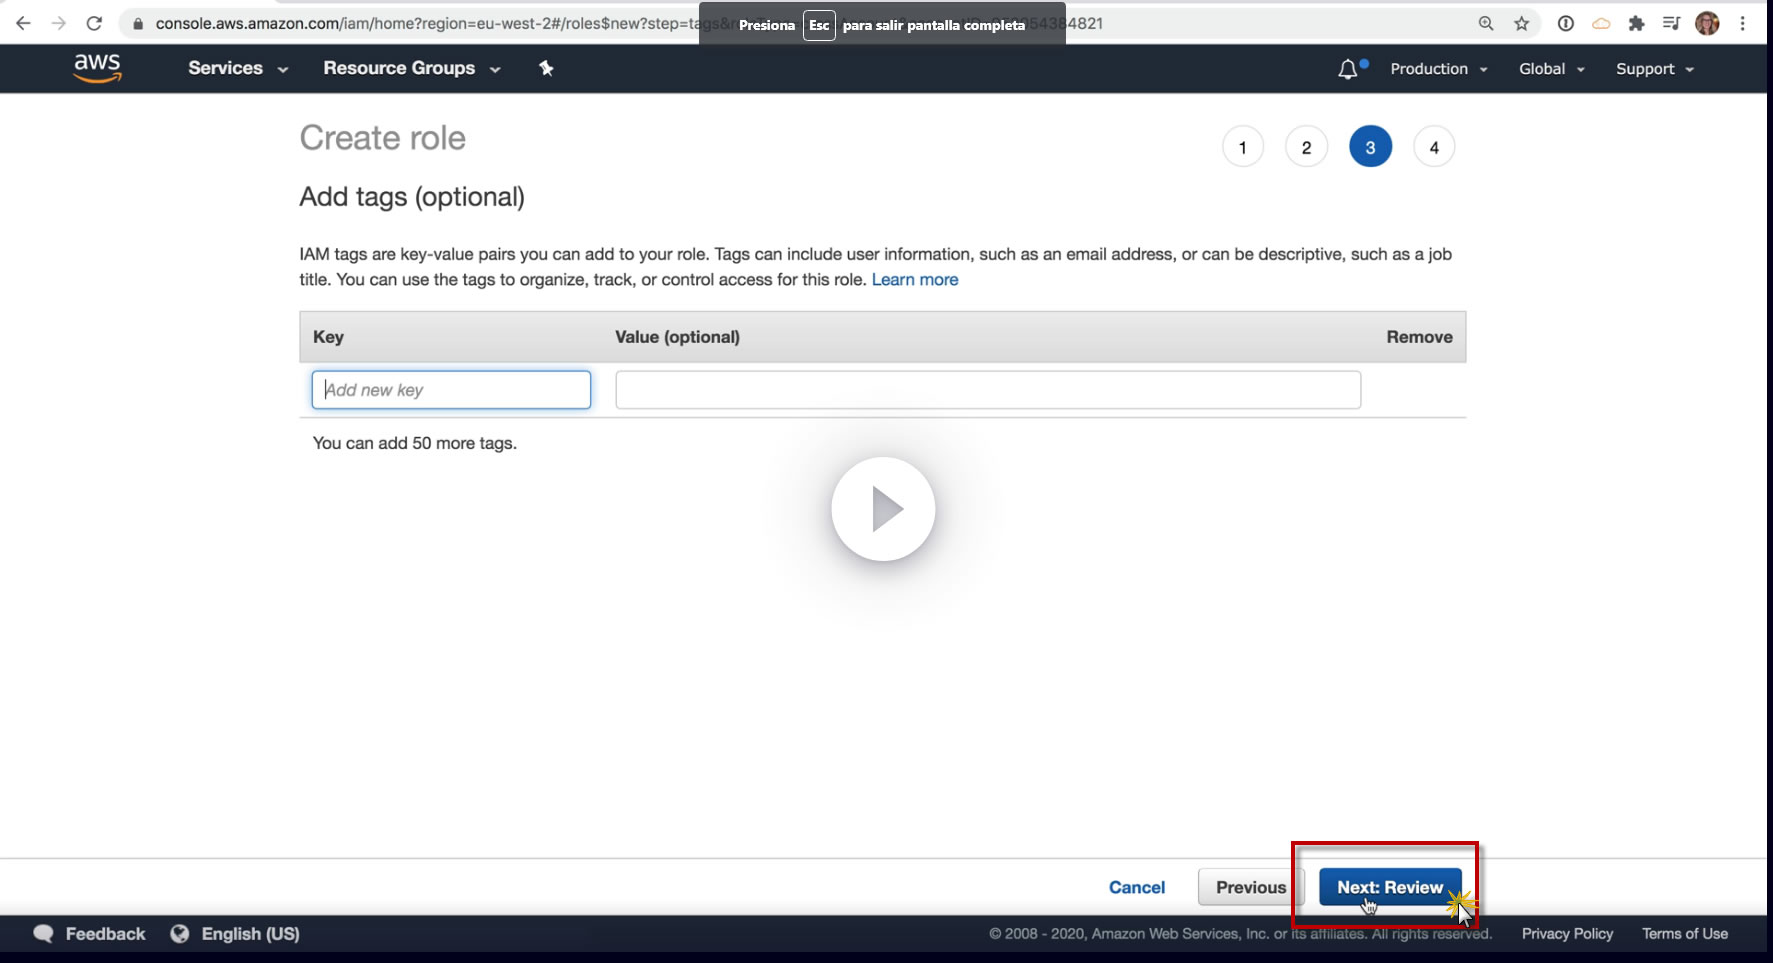 console.aws.amazon.com/iam/home?region=eu-west-2#/roles$new?step=tags&r
54384821
Presiona Esc para salir pantalla completa
aws
Services
Resource Groups
Production
Global
Support
Create role
1 2 3 4
Add tags (optional)
IAM tags are key-value pairs you can add to your role. Tags can include user information, such as an email address, or can be descriptive, such as a job
title. You can use the tags to organize, track, or control access for this role. Learn more
Key Value (optional) Remove
Add new key
You can add 50 more tags.
Cancel Previous Next: Review
Feedback English (US) © 2008 - 2020, Amazon Web Services, Inc. or its affiliates. All rights reserved. Privacy Policy Terms of Use